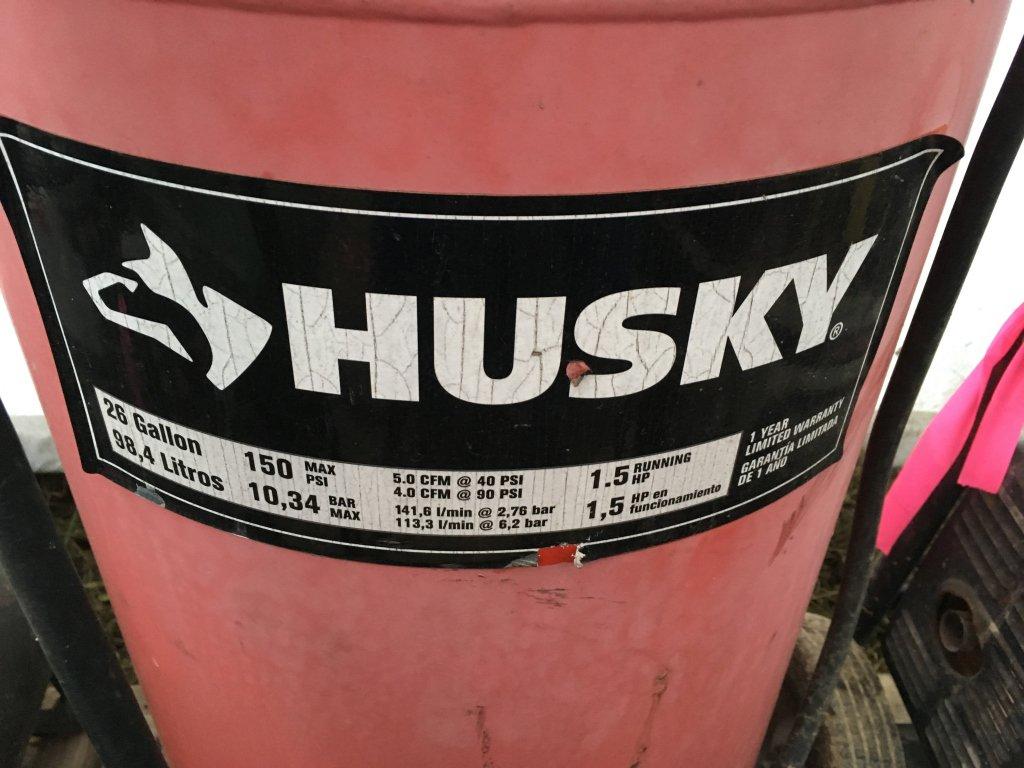 HUSKY®
26 Gallon
98,4 Litros
150 MAX PSI
10,34 BAR MAX
5.0 CFM @ 40 PSI
4.0 CFM @ 90 PSI
141,6 l/min @ 2,76 bar
113,3 l/min @ 6,2 bar
1.5 RUNNING HP
1,5 HP en funcionamiento
1 YEAR
LIMITED WARRANTY
GARANTÍA LIMITADA
DE 1 AÑO